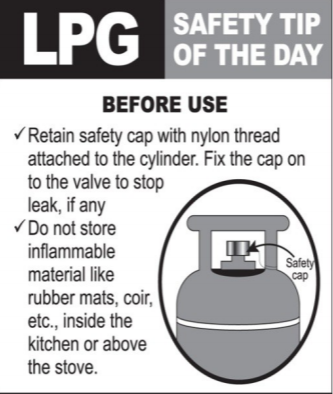 LPG
SAFETY TIP
OF THE DAY
BEFORE USE
✓Retain safety cap with nylon thread
attached to the cylinder. Fix the cap on
to the valve to stop
leak, if any
✓Do not store
inflammable
material like
rubber mats, coir,
etc., inside the
kitchen or above
the stove.
Safety
cap